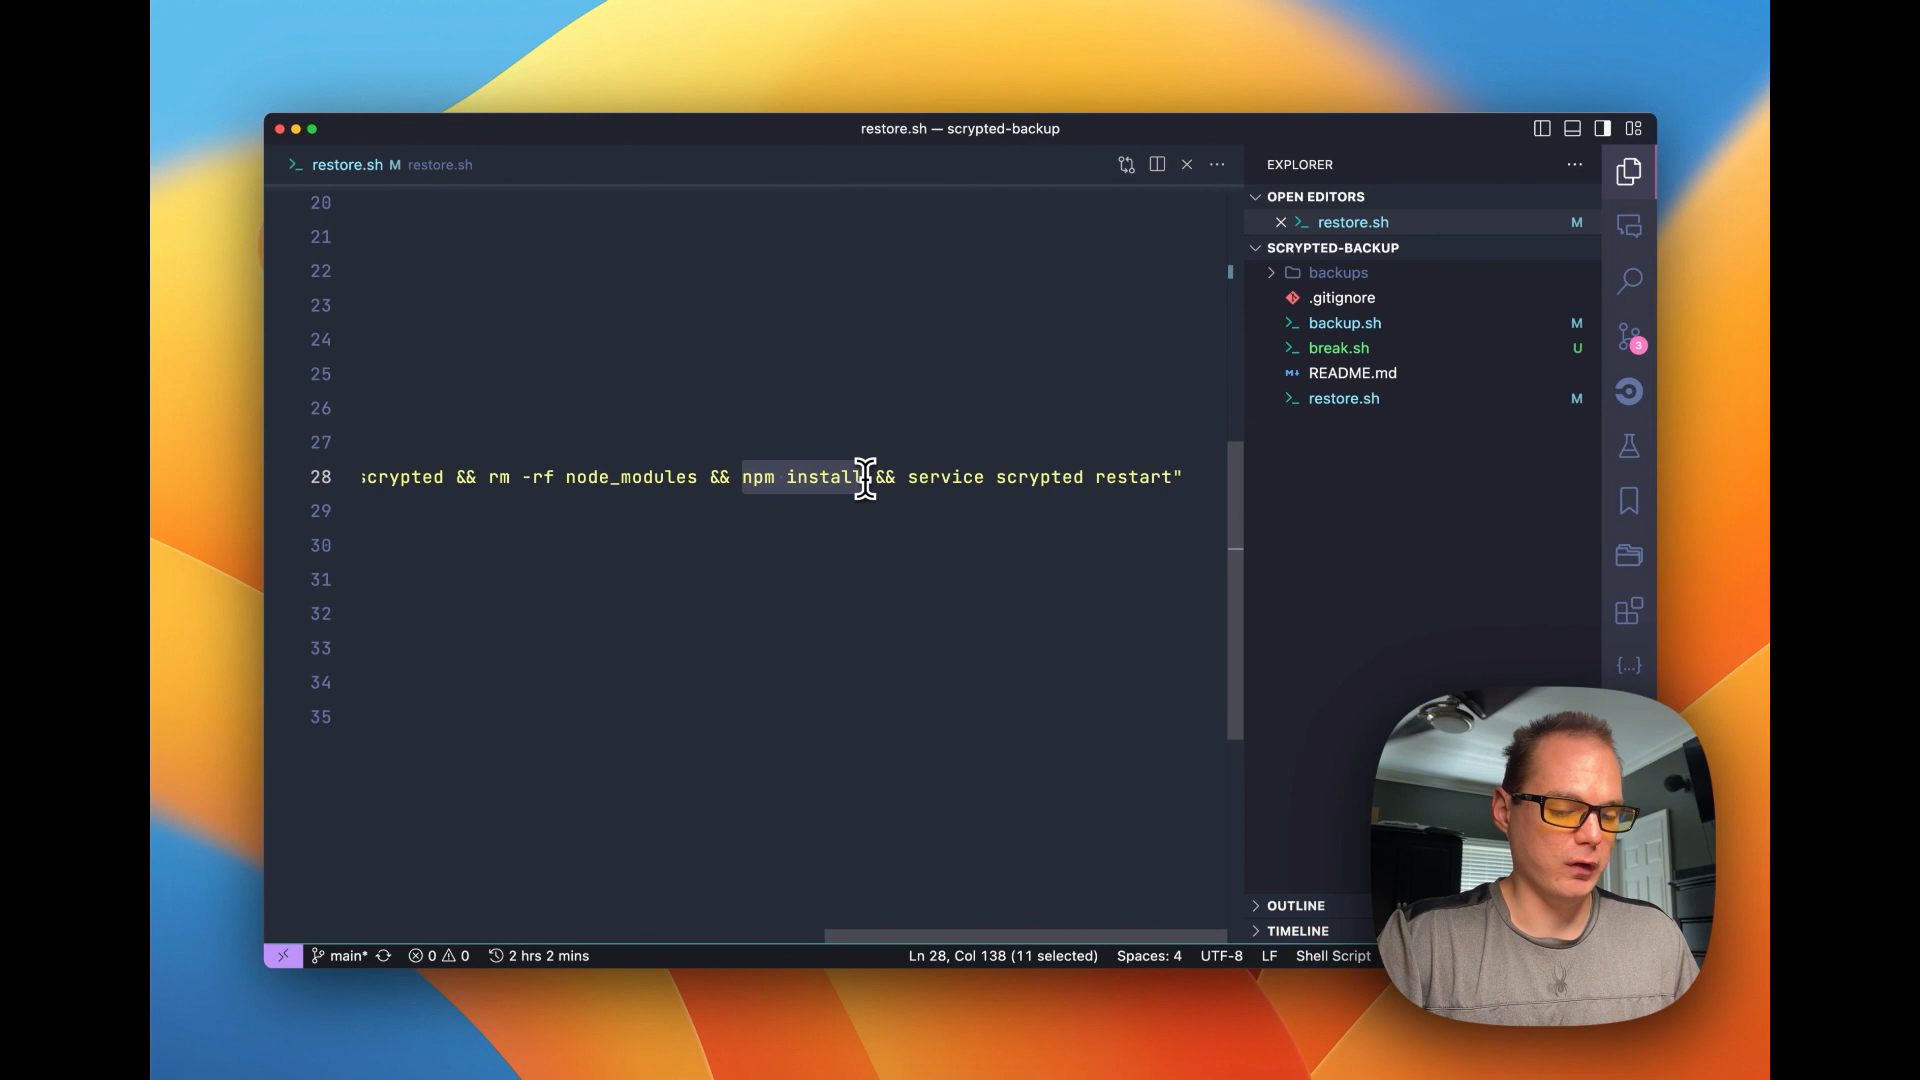 restore.sh — scrypted-backup
restore.sh M restore.sh
EXPLORER
OPEN EDITORS
restore.sh M
SCRYPTED-BACKUP
backups
.gitignore
backup.sh M
3
break.sh U
README.md
restore.sh M
20
21
22
23
24
25
26
27
28 scrypted && rm -rf node_modules && npm install && service scrypted restart"
29
30
31
32
33
34
35
{...}
OUTLINE
TIMELINE
main* 0 0 2 hrs 2 mins Ln 28, Col 138 (11 selected) Spaces: 4 UTF-8 LF Shell Script